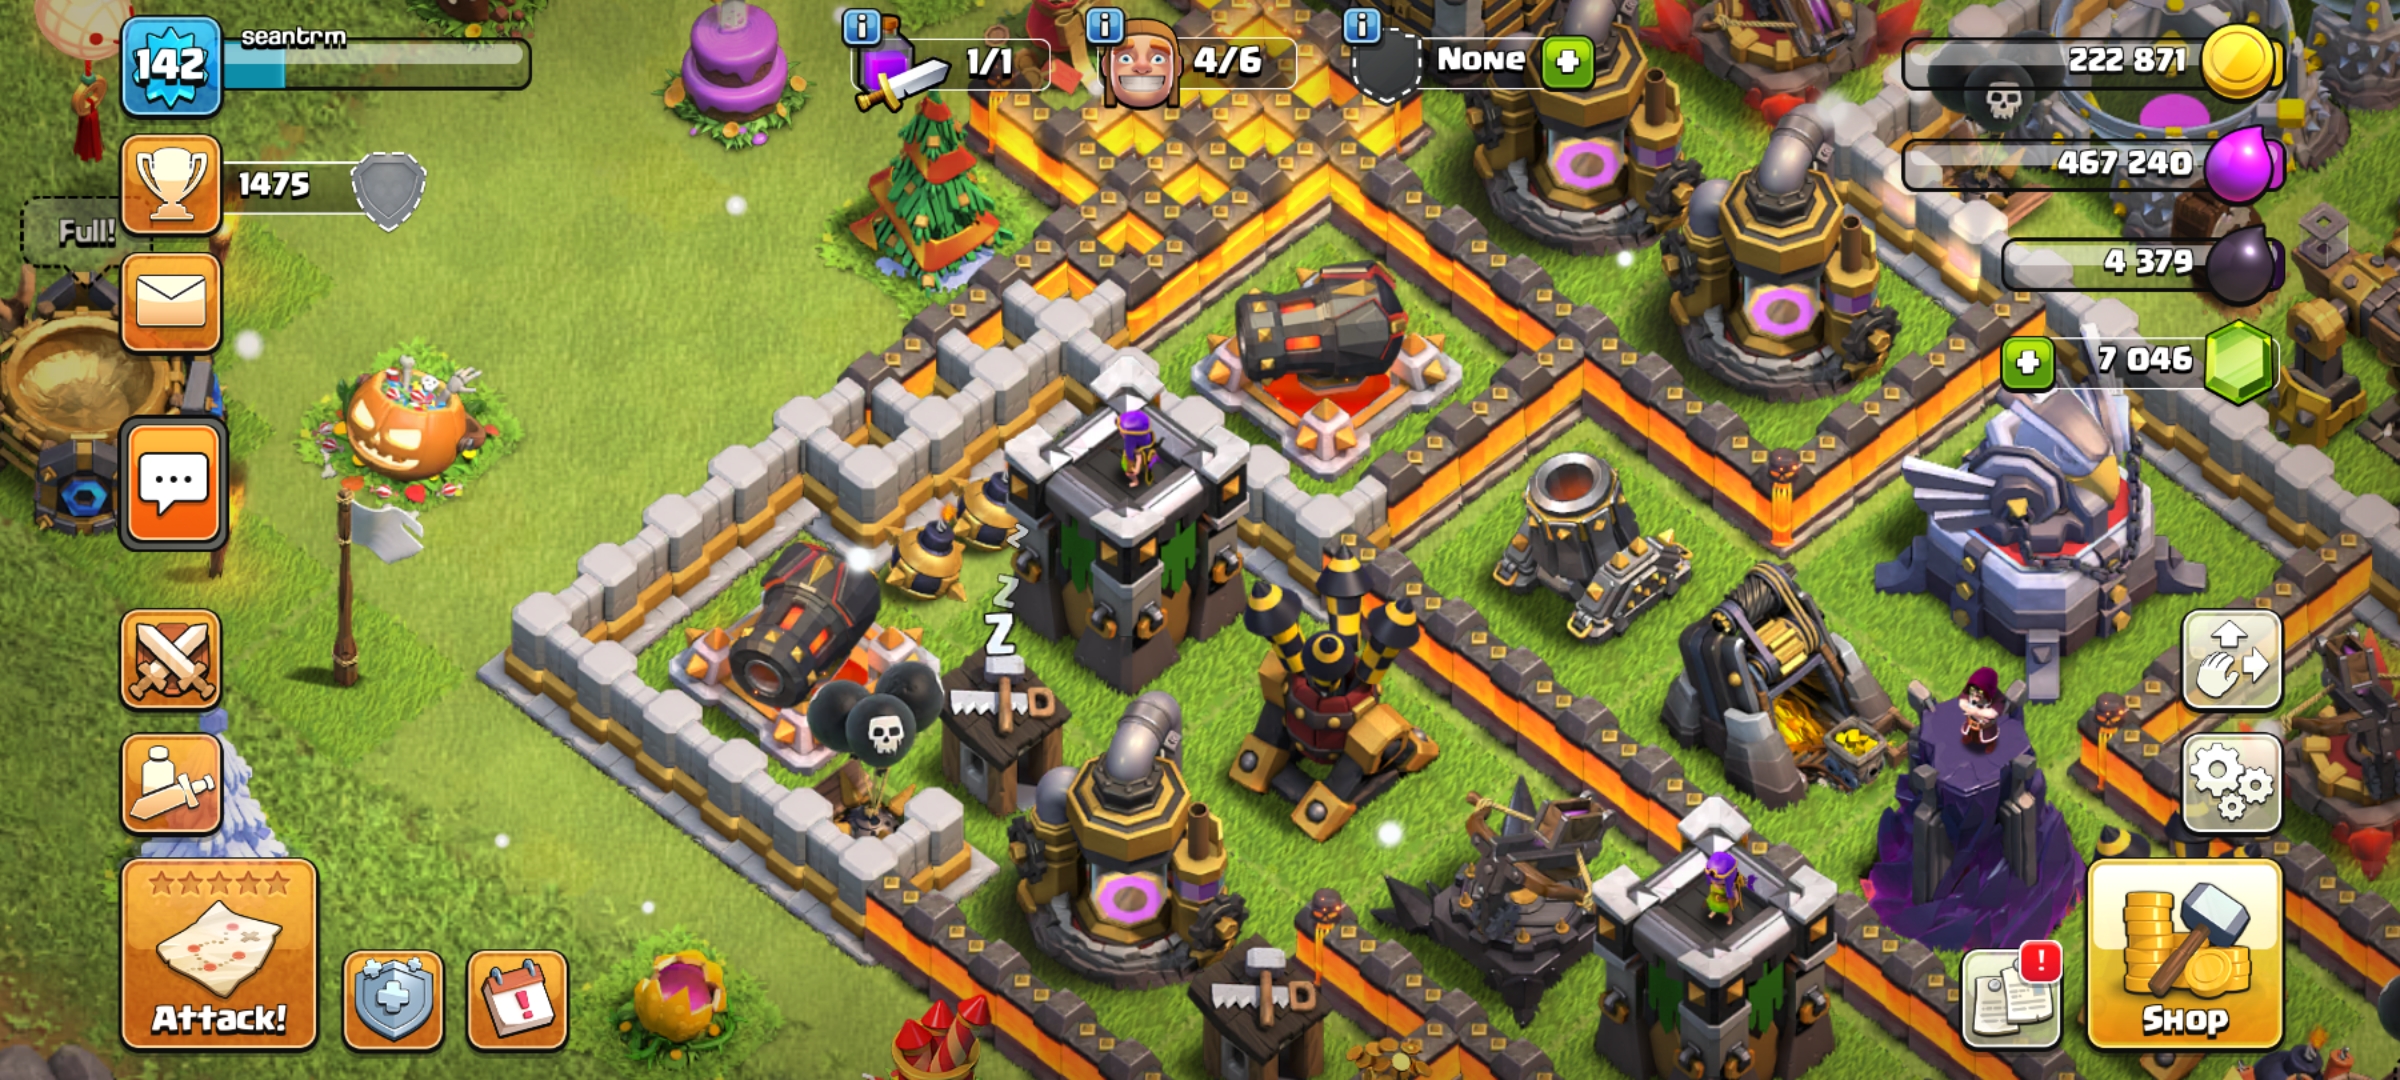 142
seantrm
1/1
4/6
None
222 871
1475
467 240
Full!
4 379
7 046
z
z
Z
Attack!
Shop